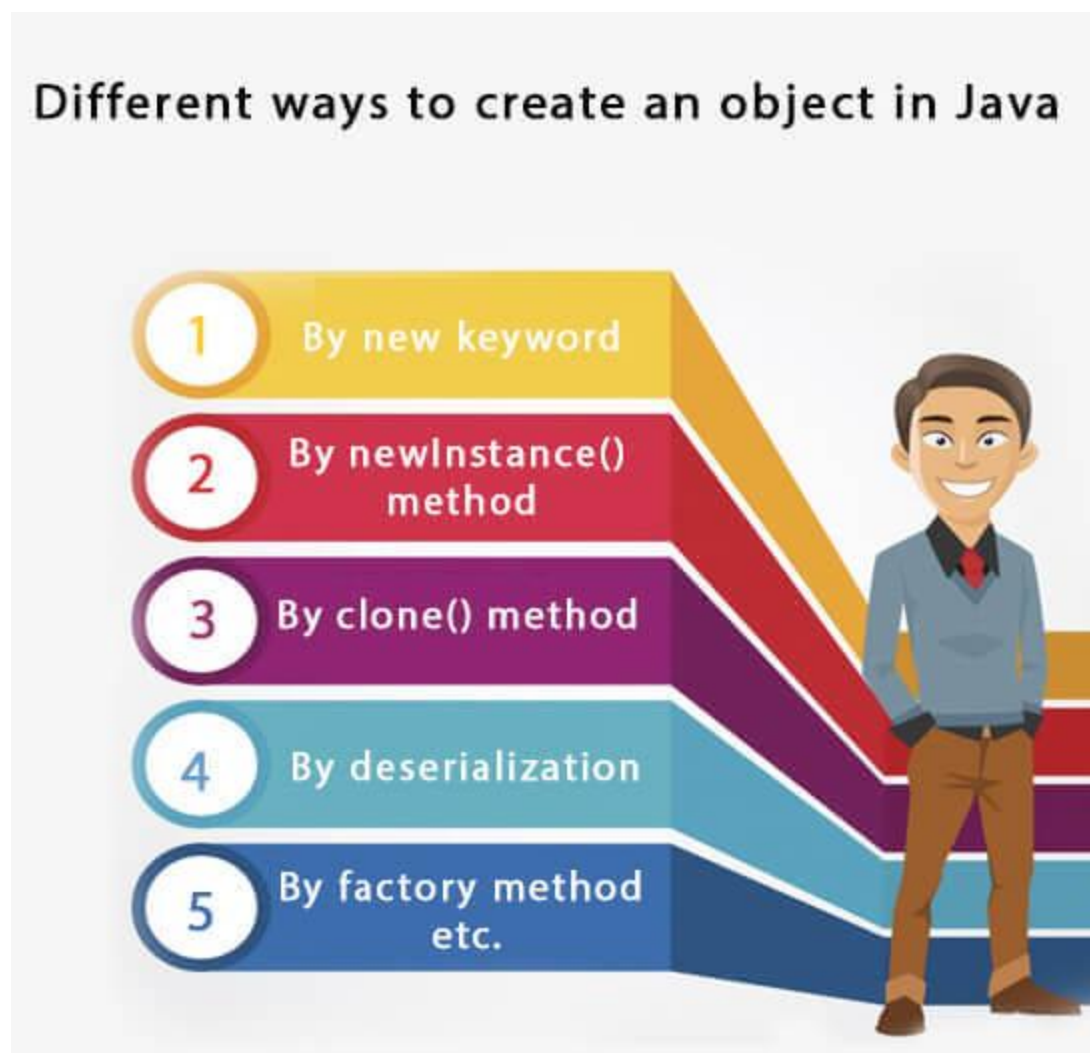 Different ways to create an object in Java
1
By new keyword
2
By newInstance()
method
3
By clone() method
4
By deserialization
5
By factory method
etc.